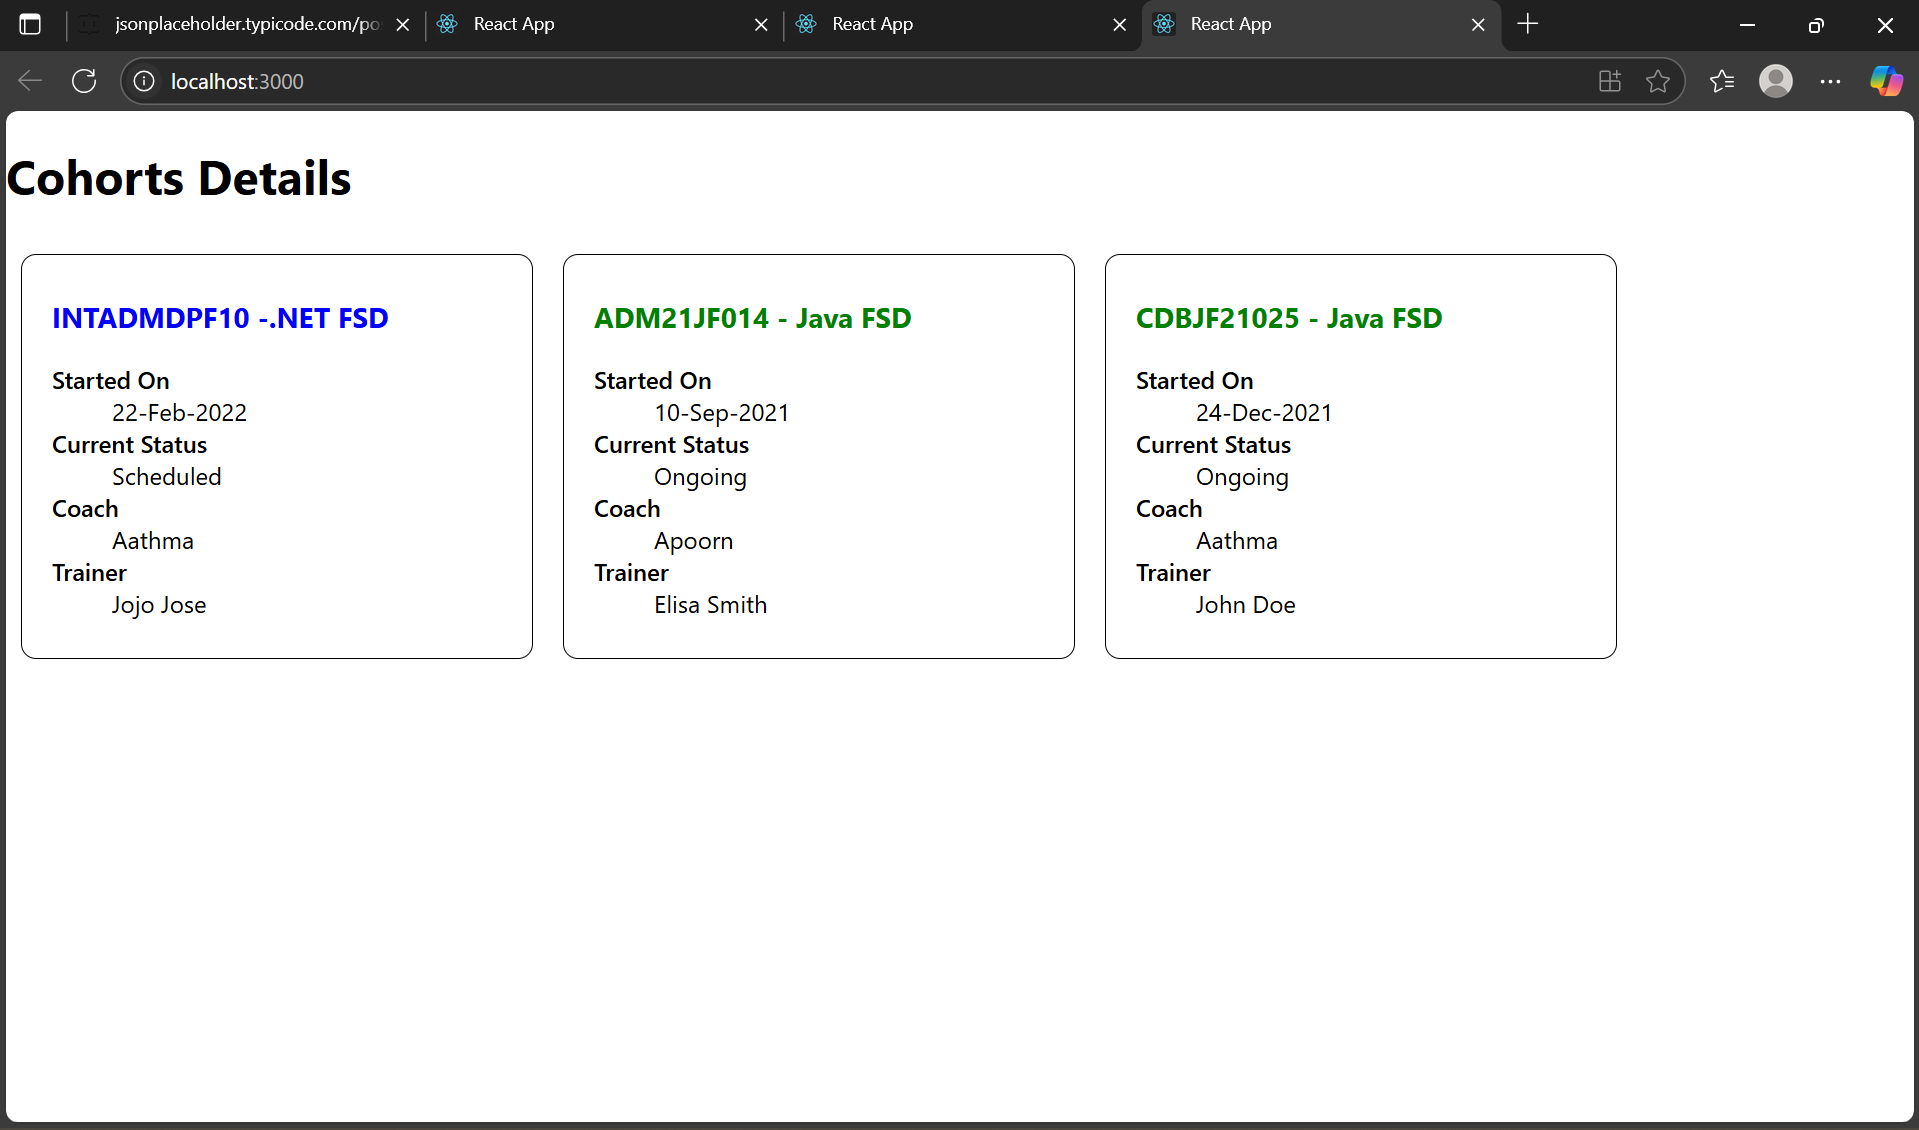 jsonplaceholder.typicode.com/po
React App
React App
React App
localhost:3000
Cohorts Details
INTADMDPF10 -.NET FSD
Started On
22-Feb-2022
Current Status
Scheduled
Coach
Aathma
Trainer
Jojo Jose
ADM21JF014 - Java FSD
Started On
10-Sep-2021
Current Status
Ongoing
Coach
Apoorn
Trainer
Elisa Smith
CDBJF21025 - Java FSD
Started On
24-Dec-2021
Current Status
Ongoing
Coach
Aathma
Trainer
John Doe